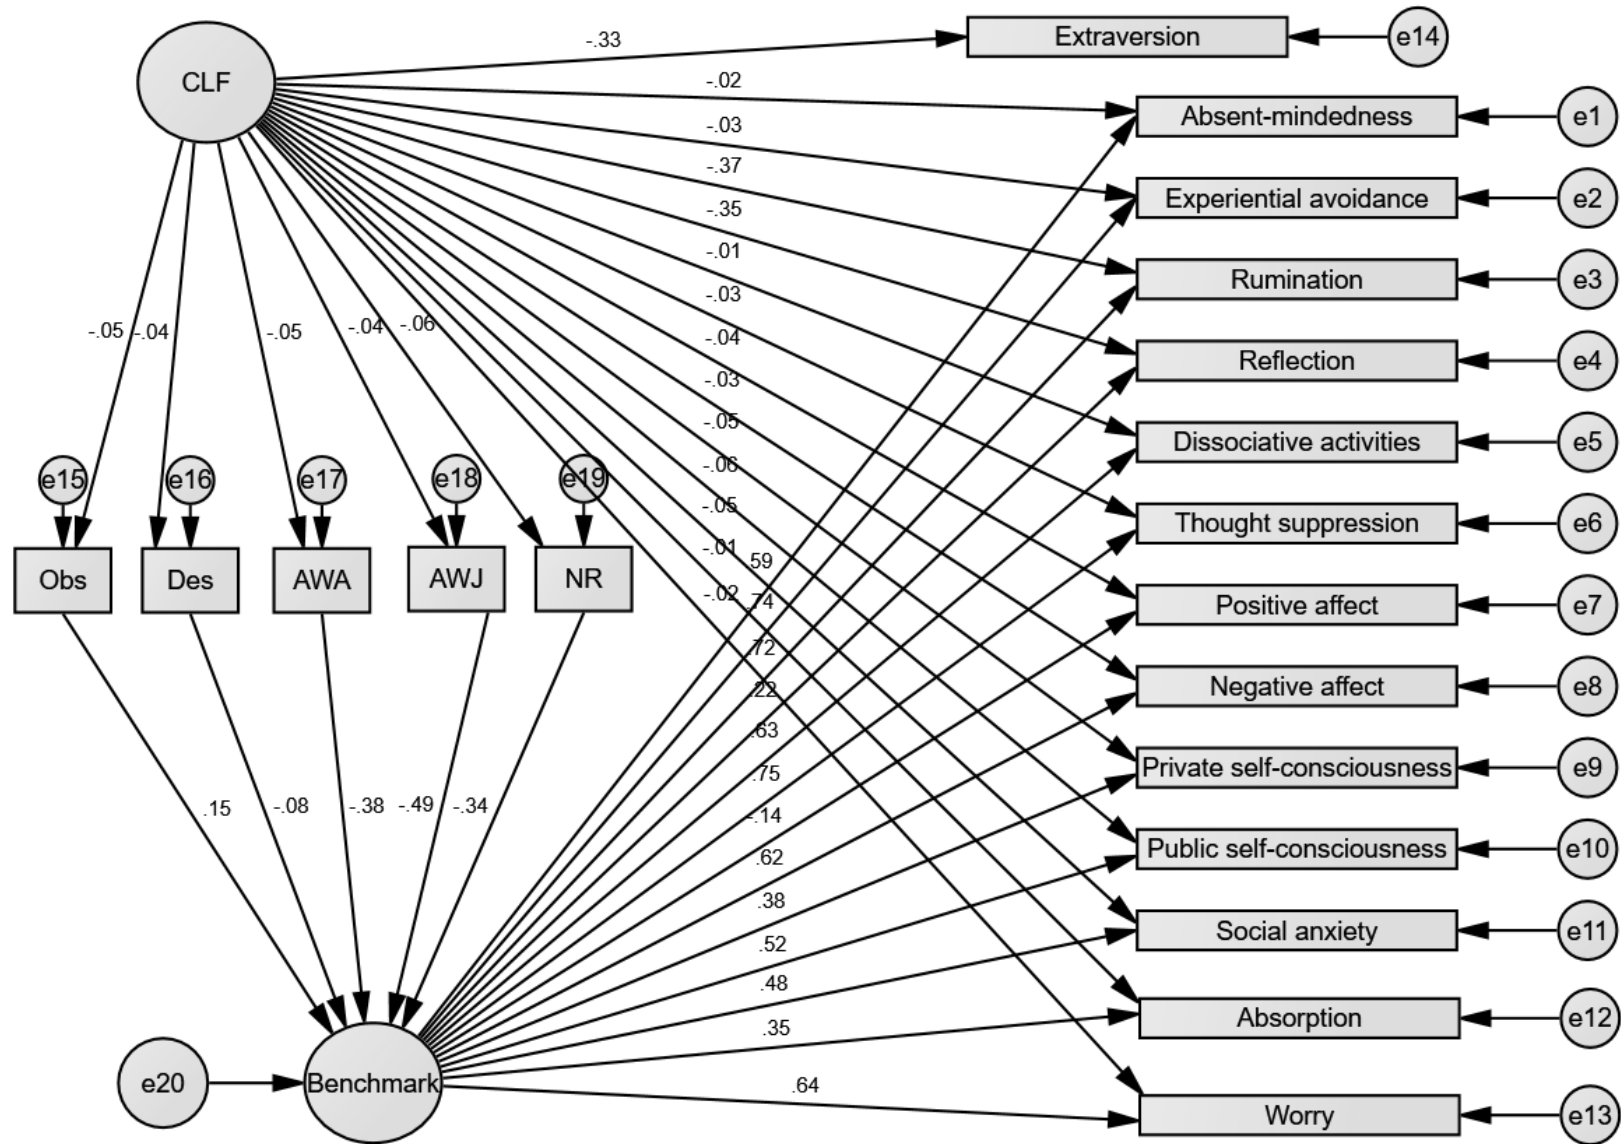 CLF
-.33
Extraversion
e14
-.02
Absent-mindedness
e1
-.03
Experiential avoidance
e2
-.37
Rumination
e3
-.35
Reflection
e4
-.01
Dissociative activities
e5
-.03
Thought suppression
e6
-.04
Positive affect
e7
-.03
Negative affect
e8
-.05
Private self-consciousness
e9
-.06
Public self-consciousness
e10
-.05
Social anxiety
e11
-.01
Absorption
e12
-.02
Worry
e13
-.05
-.04
-.05
-.04
-.06
e15
e16
e17
e18
e19
Obs
Des
AWA
AWJ
NR
.15
-.08
-.38
-.49
-.34
.59
.74
.72
.22
.63
.75
-.14
.62
.38
.52
.48
.35
.64
e20
Benchmark